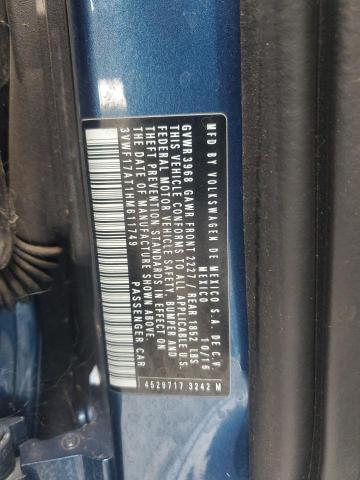 MFD BY VOLKSWAGEN DE MEXICO S.A. DE C.V.
MEXICO 10/16
GVWR 3968 GAWR FRONT 2227 / REAR 1852 LBS
THIS VEHICLE CONFORMS TO ALL APPLICABLE U.S.
FEDERAL MOTOR VEHICLE SAFETY BUMPER AND
THEFT PREVENTION STANDARDS IN EFFECT ON
THE DATE OF MANUFACTURE SHOWN ABOVE.
3VWF17AT1HM611749 PASSENGER CAR
4529717 3242 M